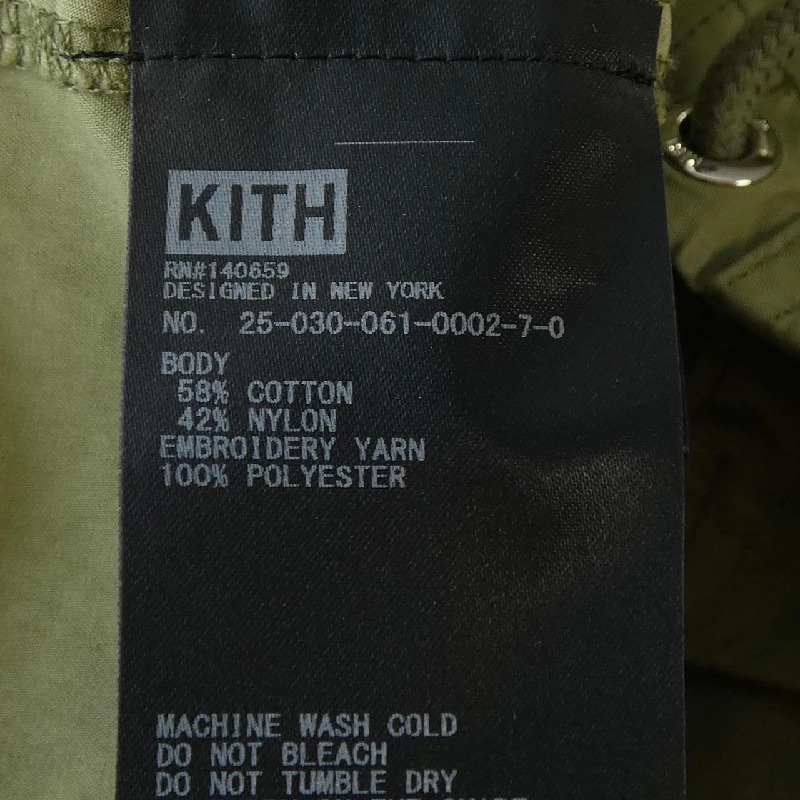 KITH
RN#140659
DESIGNED IN NEW YORK
NO. 25-030-061-0002-7-0
BODY
58% COTTON
42% NYLON
EMBROIDERY YARN
100% POLYESTER
MACHINE WASH COLD
DO NOT BLEACH
DO NOT TUMBLE DRY